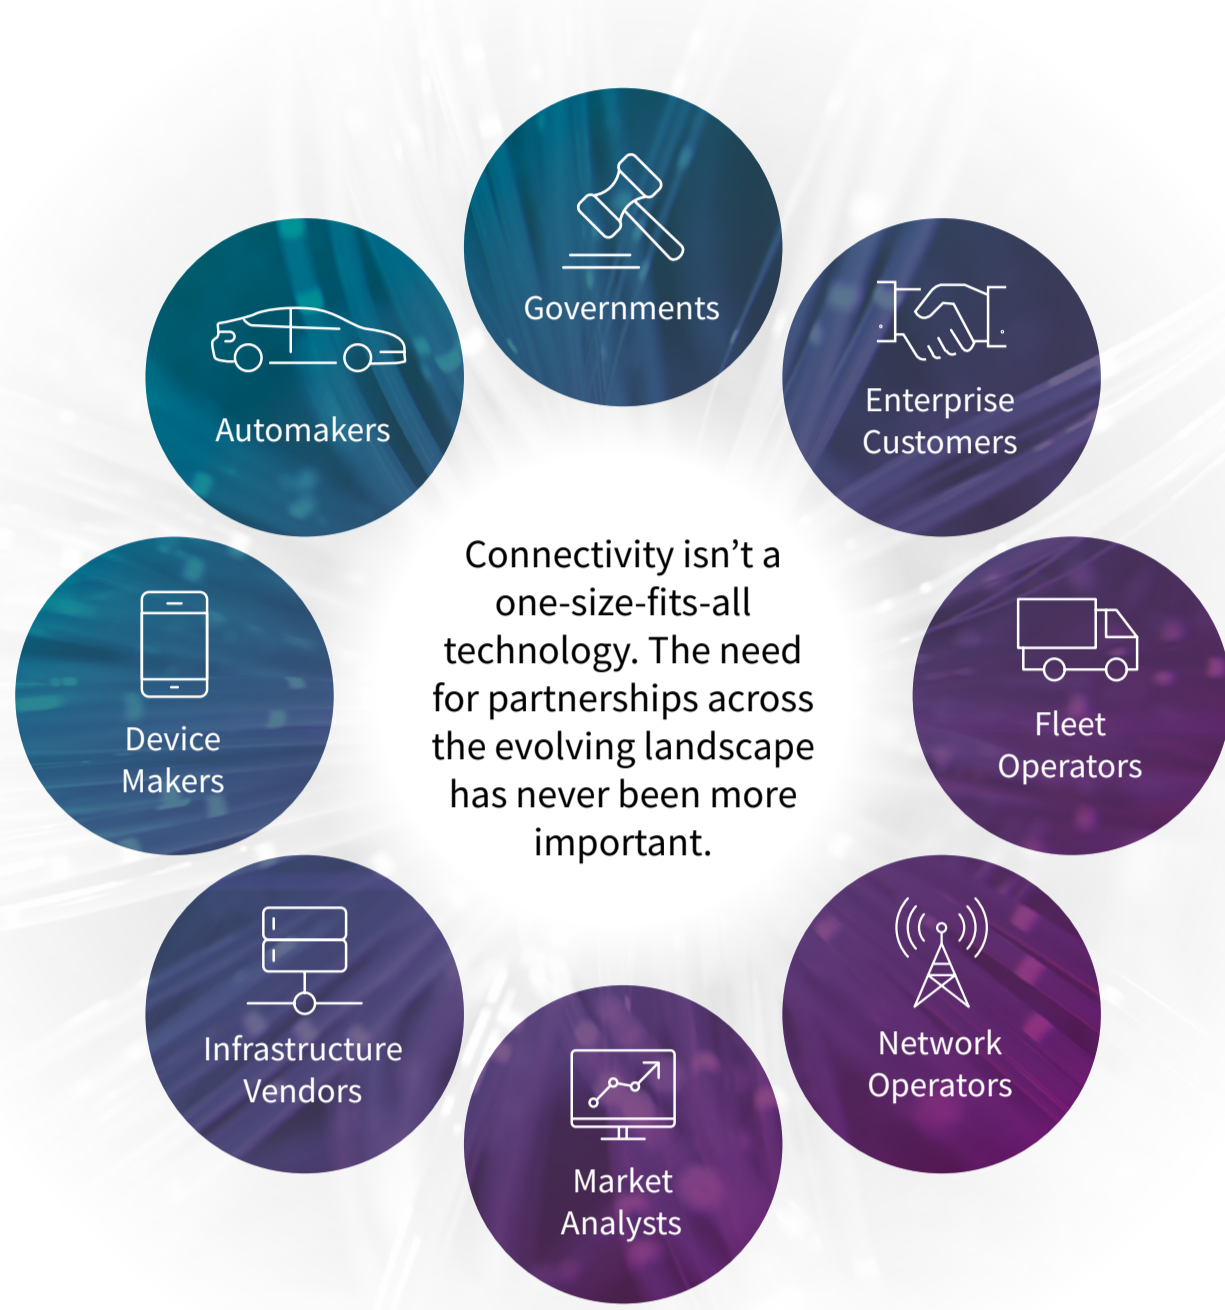 Governments
Automakers
Enterprise
Customers
Connectivity isn’t a
one-size-fits-all
technology. The need
for partnerships across
the evolving landscape
has never been more
important.
Device
Makers
Fleet
Operators
Infrastructure
Vendors
Network
Operators
Market
Analysts